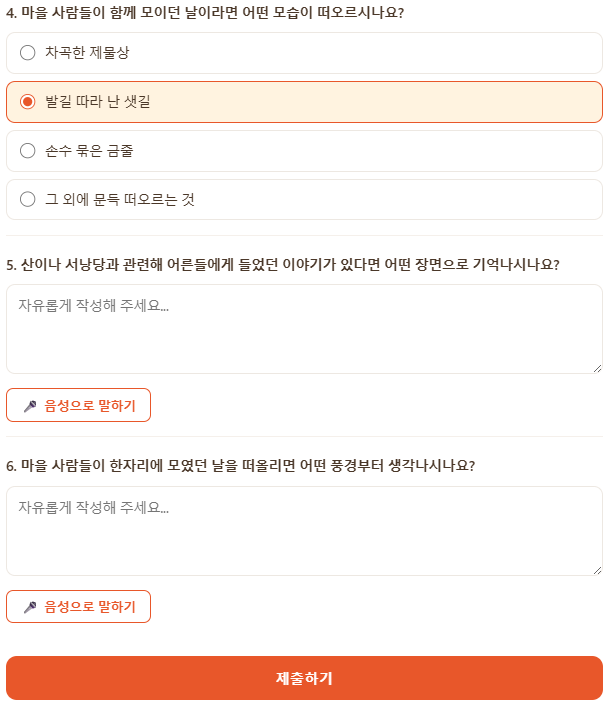 4. 마을 사람들이 함께 모이던 날이라면 어떤 모습이 떠오르시나요?
차곡한 제물상
발길 따라 난 샛길
손수 묶은 금줄
그 외에 문득 떠오르는 것
5. 산이나 서낭당과 관련해 어른들에게 들었던 이야기가 있다면 어떤 장면으로 기억나시나요?
자유롭게 작성해 주세요...
음성으로 말하기
6. 마을 사람들이 한자리에 모였던 날을 떠올리면 어떤 풍경부터 생각나시나요?
자유롭게 작성해 주세요...
음성으로 말하기
제출하기